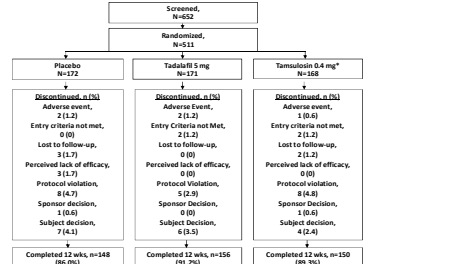 Screened,
N=652
Randomized,
N=511
Placebo
N=172
Tadalafil 5 mg
N=171
Tamsulosin 0.4 mg*
N=168
Discontinued, n (%)
Adverse event,
2 (1.2)
Entry criteria not met,
0 (0)
Lost to follow-up,
3 (1.7)
Perceived lack of efficacy,
3 (1.7)
Protocol violation,
8 (4.7)
Sponsor decision,
1 (0.6)
Subject decision,
7 (4.1)
Discontinued, n (%)
Adverse event,
2 (1.2)
Entry Criteria not Met,
2 (1.2)
Lost to follow-up,
0 (0)
Perceived lack of efficacy,
0 (0)
Protocol Violation,
5 (2.9)
Sponsor Decision,
0 (0)
Subject Decision,
6 (3.5)
Discontinued, n (%)
Adverse event,
1 (0.6)
Entry criteria not met,
2 (1.2)
Lost to follow-up,
2 (1.2)
Perceived lack of efficacy,
0 (0)
Protocol violation,
8 (4.8)
Sponsor decision,
1 (0.6)
Subject decision,
4 (2.4)
Completed 12 wks, n=148
(86.0%)
Completed 12 wks, n=156
(91.2%)
Completed 12 wks, n=150
(89.3%)